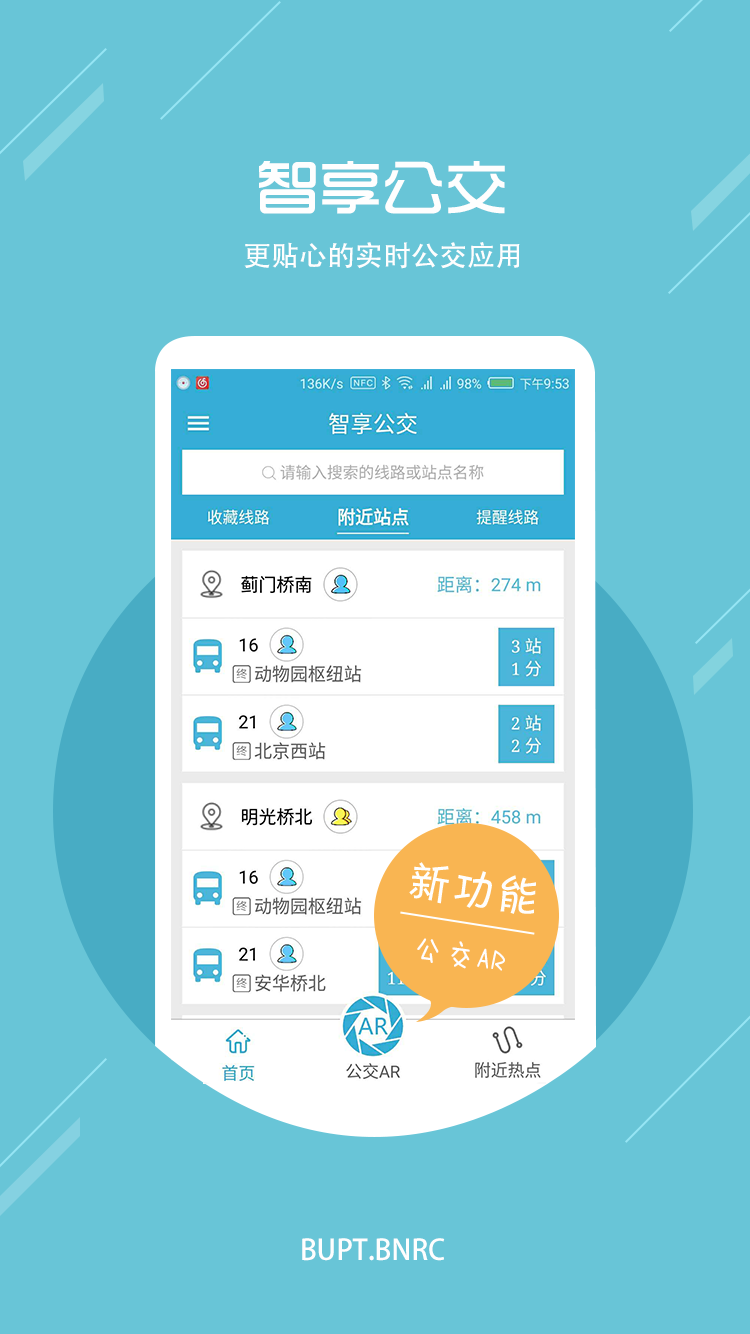 智享公交
更贴心的实时公交应用
136K/s NFC 98% 下午9:53
智享公交
请输入搜索的线路或站点名称
收藏线路 附近站点 提醒线路
蓟门桥南 距离：274 m
16 3 站
终 动物园枢纽站 1 分
21 2 站
终 北京西站 2 分
明光桥北 距离：458 m
16
终 动物园枢纽站
新功能
公交AR
21
终 安华桥北 11 分
AR
首页 公交AR 附近热点
BUPT.BNRC